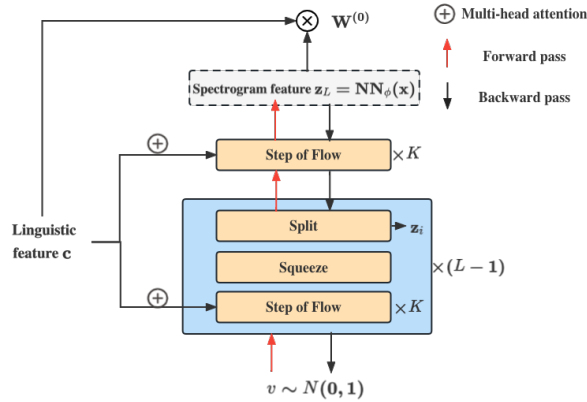 W^{(0)}
Multi-head attention
Forward pass
Backward pass
Spectrogram feature z_L = NN_ϕ(x)
Step of Flow
×K
Split
z_i
Linguistic
feature c
Squeeze
×(L − 1)
Step of Flow
×K
v ∼ N(0, 1)